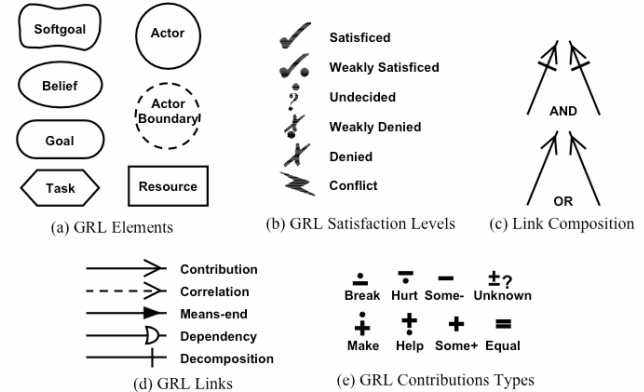 Softgoal
Actor
Belief
Actor
Boundary
Goal
Task
Resource
(a) GRL Elements
Satisficed
Weakly Satisficed
Undecided
Weakly Denied
Denied
Conflict
(b) GRL Satisfaction Levels
AND
OR
(c) Link Composition
Contribution
Correlation
Means-end
Dependency
Decomposition
(d) GRL Links
?
Break Hurt Some- Unknown
Make Help Some+ Equal
(e) GRL Contributions Types